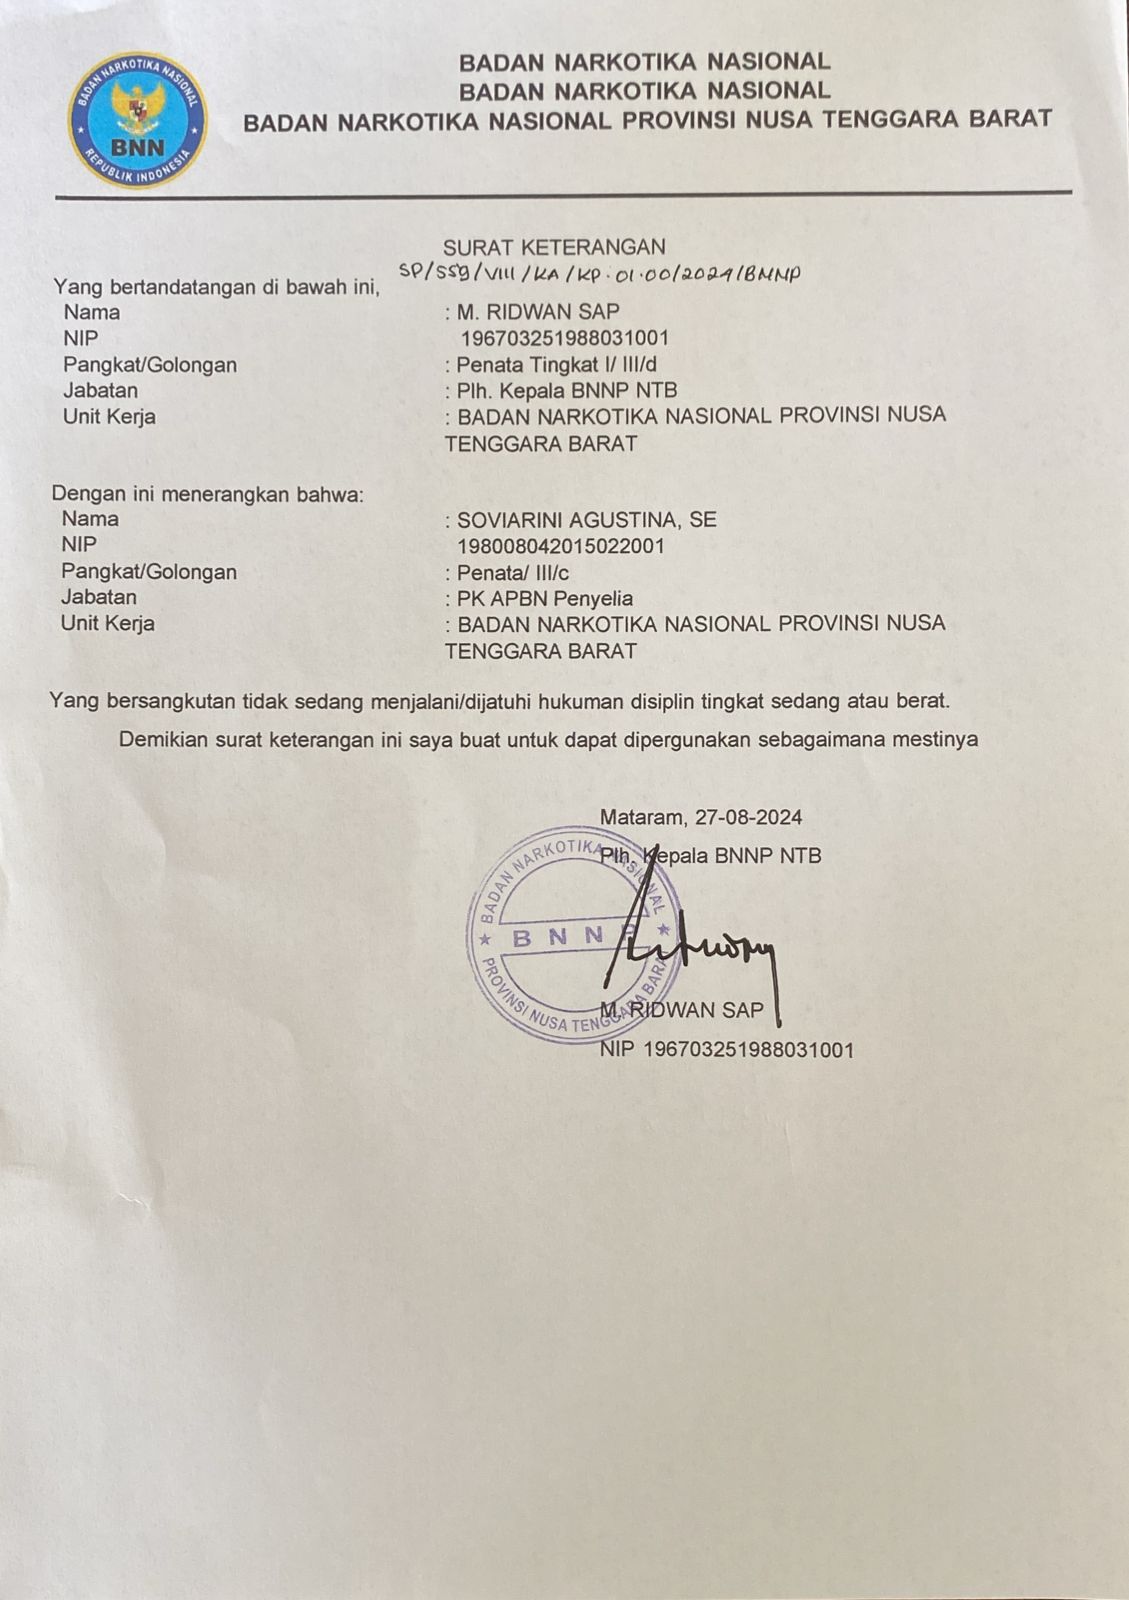 BADAN NARKOTIKA NASIONAL
REPUBLIK INDONESIA
BNN
BADAN NARKOTIKA NASIONAL
BADAN NARKOTIKA NASIONAL
BADAN NARKOTIKA NASIONAL PROVINSI NUSA TENGGARA BARAT
SURAT KETERANGAN
SP/559/VIII/KA/KP.01.00/2024/BNNP
Yang bertandatangan di bawah ini,
Nama : M. RIDWAN SAP
NIP 196703251988031001
Pangkat/Golongan : Penata Tingkat I/ III/d
Jabatan : Plh. Kepala BNNP NTB
Unit Kerja : BADAN NARKOTIKA NASIONAL PROVINSI NUSA
TENGGARA BARAT
Dengan ini menerangkan bahwa:
Nama : SOVIARINI AGUSTINA, SE
NIP 198008042015022001
Pangkat/Golongan : Penata/ III/c
Jabatan : PK APBN Penyelia
Unit Kerja : BADAN NARKOTIKA NASIONAL PROVINSI NUSA
TENGGARA BARAT
Yang bersangkutan tidak sedang menjalani/dijatuhi hukuman disiplin tingkat sedang atau berat.
Demikian surat keterangan ini saya buat untuk dapat dipergunakan sebagaimana mestinya
Mataram, 27-08-2024
Plh. Kepala BNNP NTB
BADAN NARKOTIKA NASIONAL
BNNP
PROVINSI NUSA TENGGARA BARAT
M. RIDWAN SAP
NIP 196703251988031001